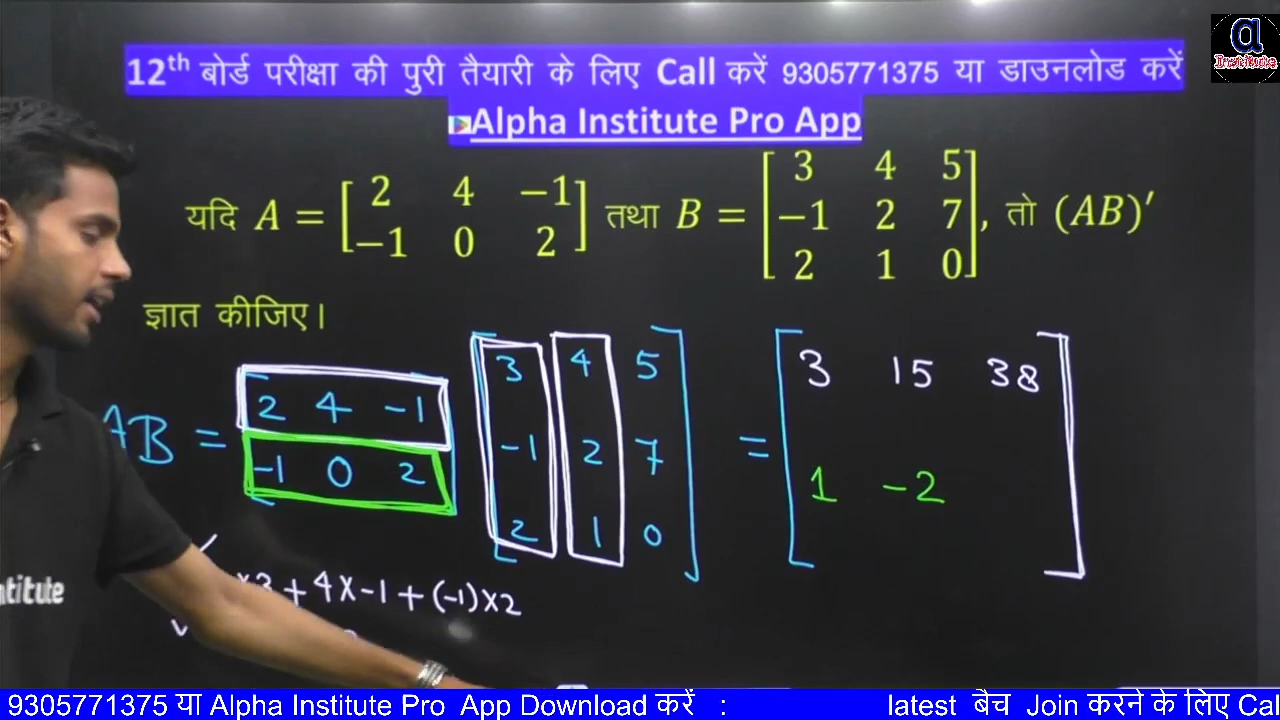 12th बोर्ड परीक्षा की पुरी तैयारी के लिए Call करें 9305771375 या डाउनलोड करें
α
Institute
Alpha Institute Pro App
यदि A = [2 4 −1; −1 0 2] तथा B = [3 4 5; −1 2 7; 2 1 0], तो (AB)′
ज्ञात कीजिए।
AB = [2 4 -1; -1 0 2] [3 4 5; -1 2 7; 2 1 0] = [3 15 38; 1 -2
×3 + 4×-1 + (-1)×2
9305771375 या Alpha Institute Pro App Download करें : latest बैच Join करने के लिए Cal